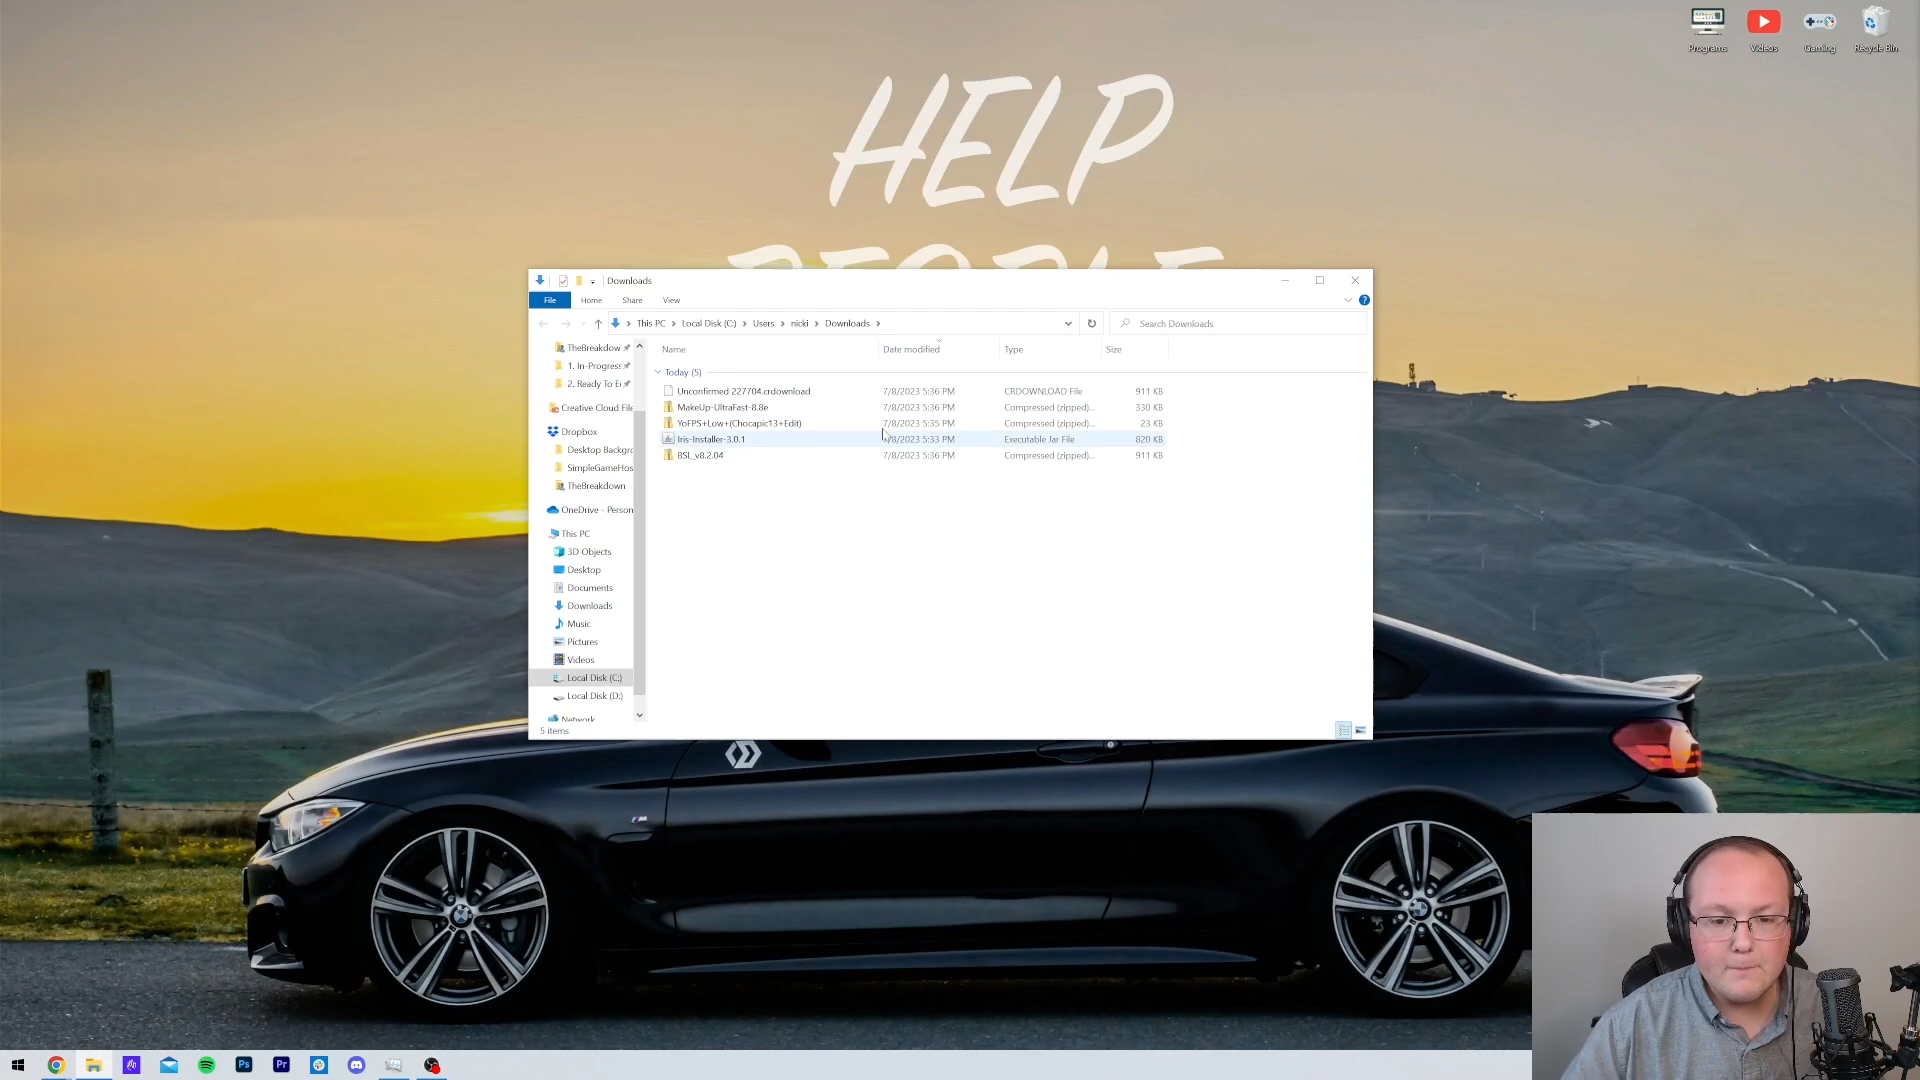 Programs
Videos
Gaming
Recycle Bin
HELP
PEOPLE
Downloads
File
Home
Share
View
This PC
Local Disk (C:)
Users
nicki
Downloads
Search Downloads
Name
Date modified
Type
Size
Today (5)
Unconfirmed 227704.crdownload 7/8/2023 5:36 PM CRDOWNLOAD File 911 KB
MakeUp-UltraFast-8.8e 7/8/2023 5:36 PM Compressed (zipped)... 330 KB
YoFPS+Low+(Chocapic13+Edit) 7/8/2023 5:35 PM Compressed (zipped)... 23 KB
Iris-Installer-3.0.1 7/8/2023 5:33 PM Executable Jar File 820 KB
BSL_v8.2.04 7/8/2023 5:36 PM Compressed (zipped)... 911 KB
TheBreakdow
1. In-Progress
2. Ready To Ed
Creative Cloud File
Dropbox
Desktop Backgro
SimpleGameHos
TheBreakdown
OneDrive - Person
This PC
3D Objects
Desktop
Documents
Downloads
Music
Pictures
Videos
Local Disk (C:)
Local Disk (D:)
Network
5 items
Ps
Pr